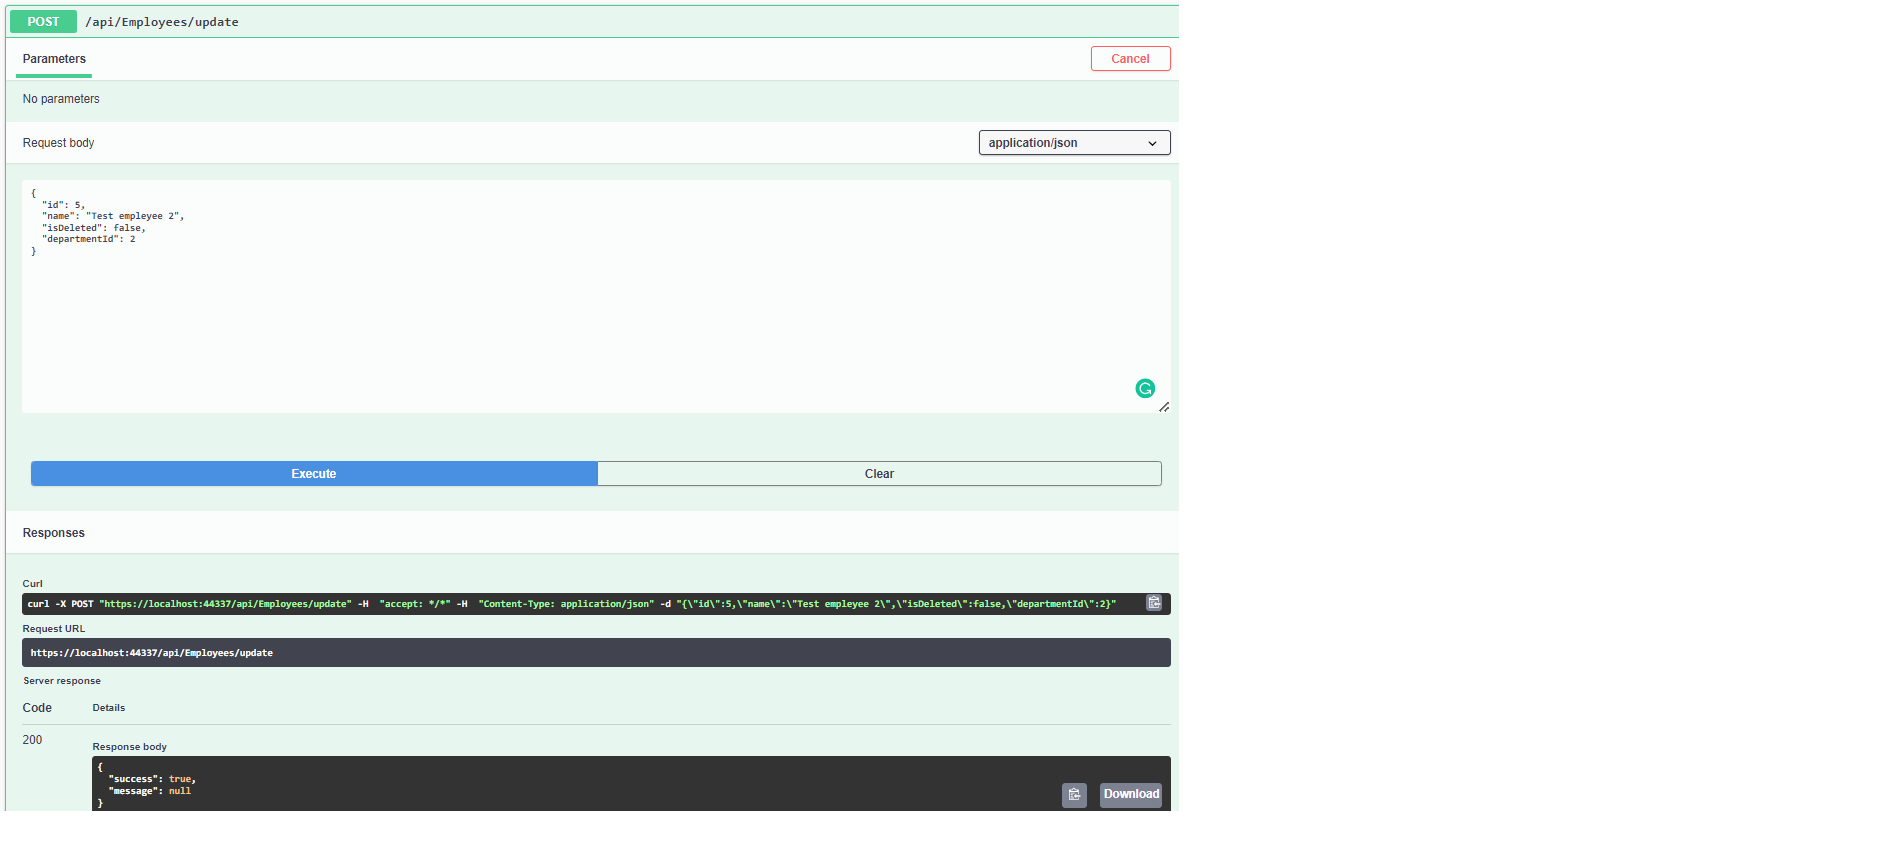 POST /api/Employees/update
Parameters
Cancel
No parameters
Request body
application/json
{
"id": 5,
"name": "Test empleyee 2",
"isDeleted": false,
"departmentId": 2
}
Execute
Clear
Responses
Curl
curl -X POST "https://localhost:44337/api/Employees/update" -H  "accept: */*" -H  "Content-Type: application/json" -d "{\"id\":5,\"name\":\"Test empleyee 2\",\"isDeleted\":false,\"departmentId\":2}"
Request URL
https://localhost:44337/api/Employees/update
Server response
Code
Details
200
Response body
{
"success": true,
"message": null
}
Download